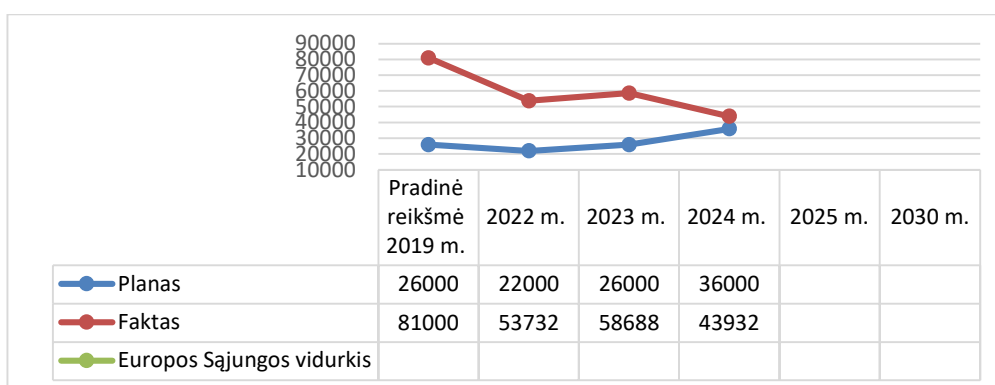 90000
80000
70000
60000
50000
40000
30000
20000
10000
Pradinė
reikšmė
2019 m.
2022 m.
2023 m.
2024 m.
2025 m.
2030 m.
Planas 26000 22000 26000 36000
Faktas 81000 53732 58688 43932
Europos Sąjungos vidurkis